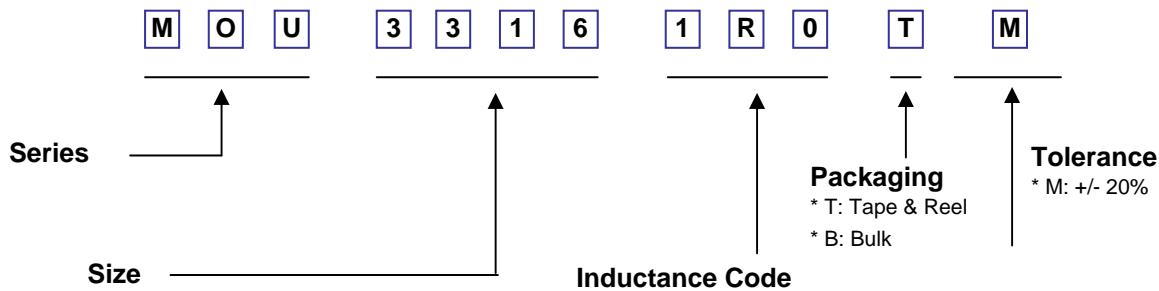 M O U 3 3 1 6 1 R 0 T M
Series
Tolerance
* M: +/- 20%
Packaging
* T: Tape & Reel
* B: Bulk
Size
Inductance Code